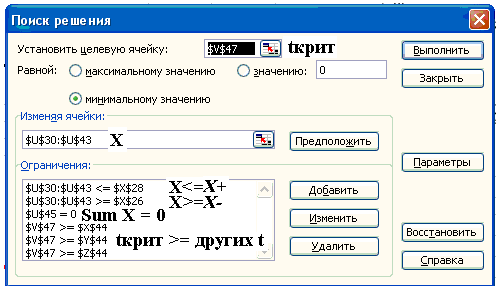 Поиск решения
Установить целевую ячейку: $V$47 tкрит
Выполнить
Равной: максимальному значению значению: 0
Закрыть
минимальному значению
Изменяя ячейки:
$U$30:$U$43 X
Предположить
Параметры
Ограничения:
$U$30:$U$43 <= $X$28 X<=X+
Добавить
$U$30:$U$43 >= $X$26 X>=X-
$U$45 = 0 Sum X = 0
Изменить
$V$47 >= $X$44
Восстановить
$V$47 >= $Y$44 tкрит >= других t
Удалить
$V$47 >= $Z$44
Справка